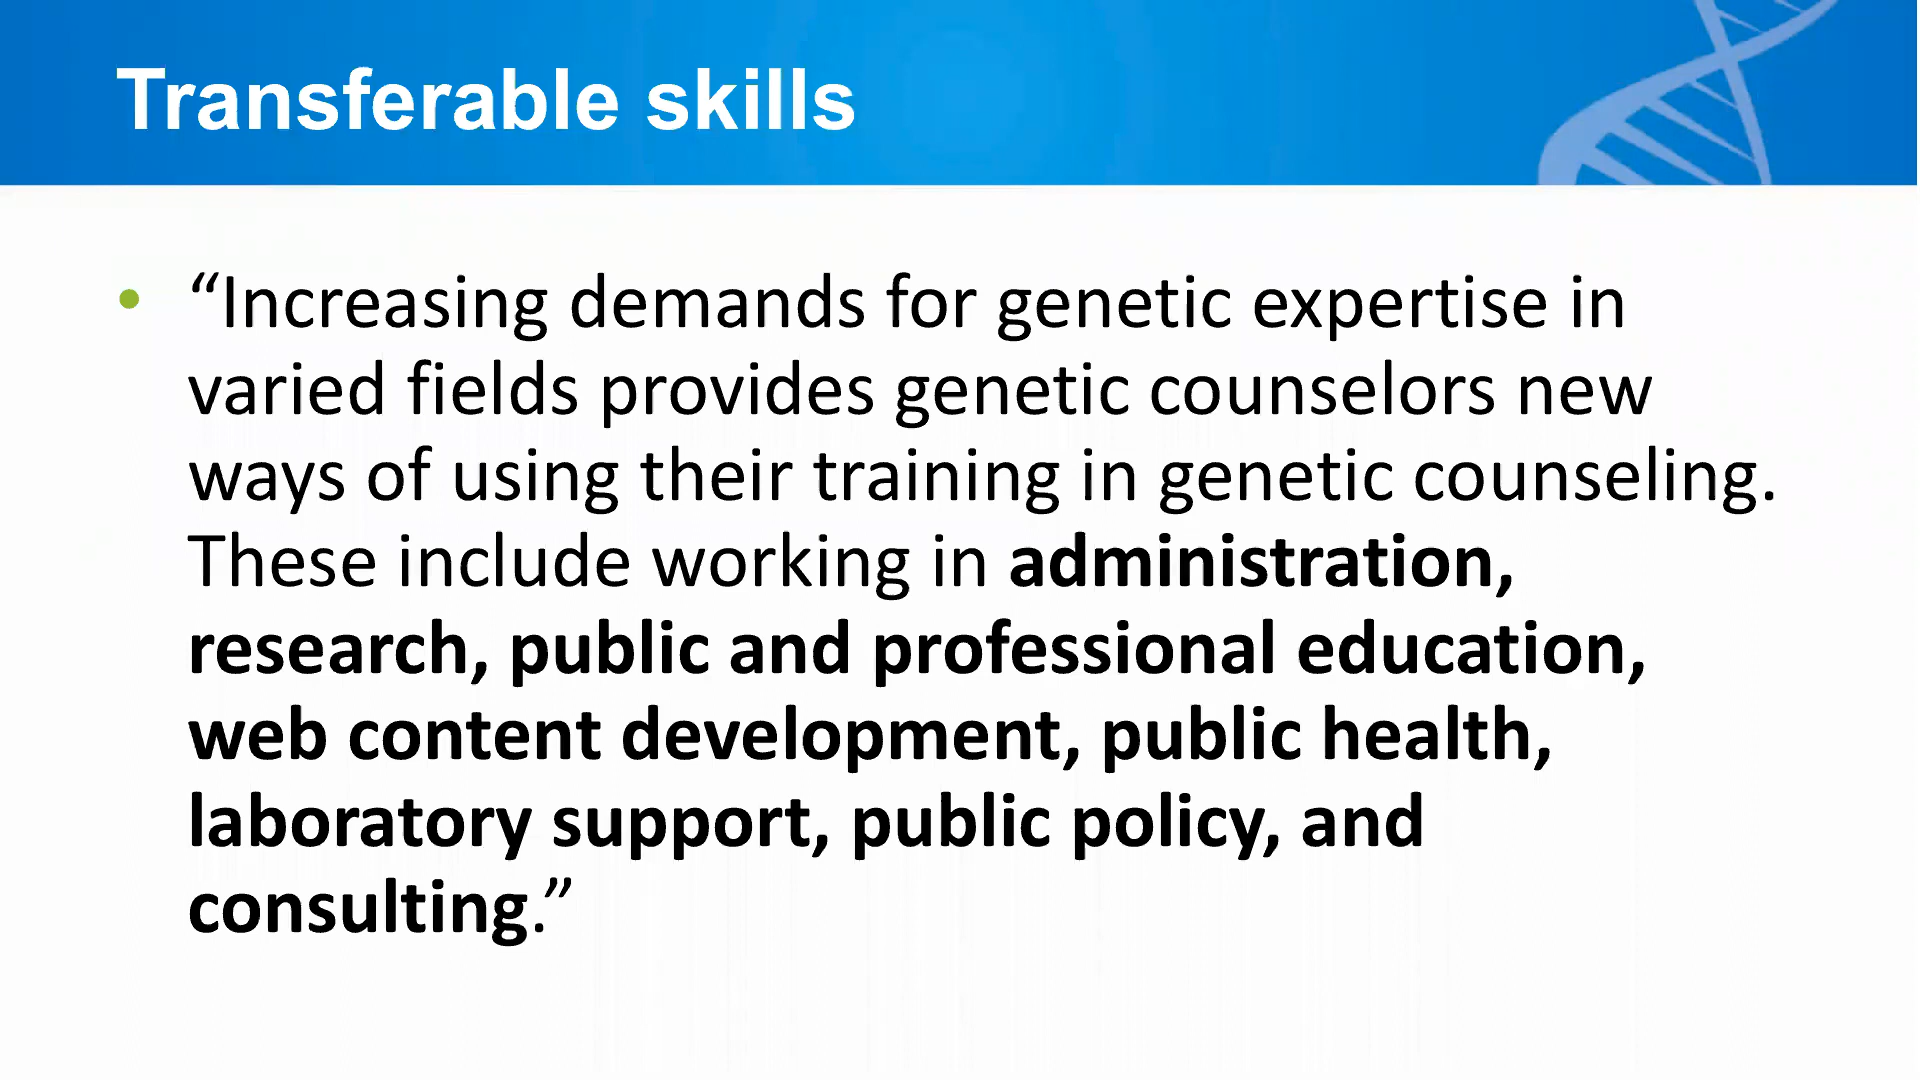 Transferable skills
• “Increasing demands for genetic expertise in
varied fields provides genetic counselors new
ways of using their training in genetic counseling.
These include working in administration,
research, public and professional education,
web content development, public health,
laboratory support, public policy, and
consulting.”